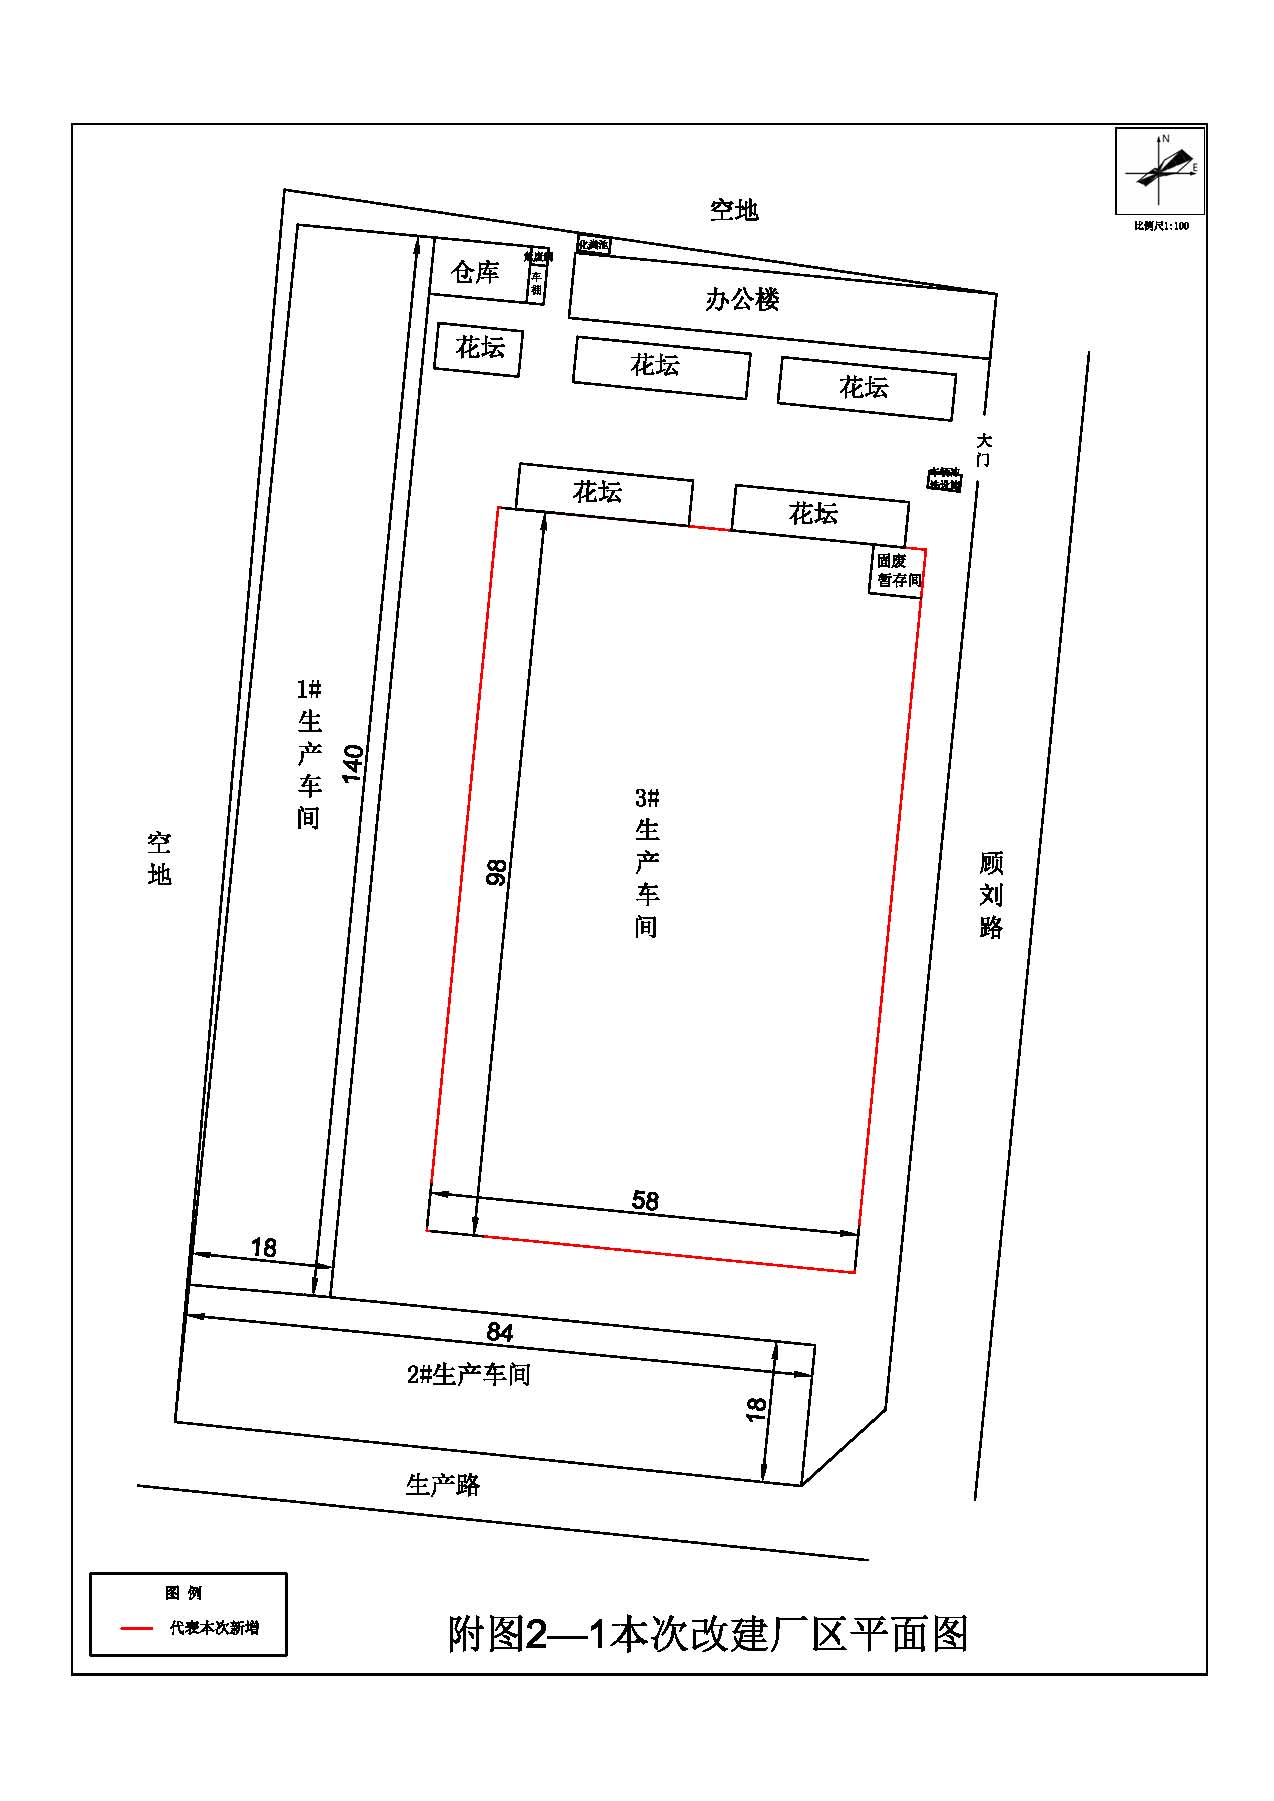 N
E
比例尺1:100
空地
化粪池
仓库
车
棚
办公楼
花坛
花坛
花坛
大
门
花坛
花坛
固废
暂存间
1#
生
产
车
间
140
3#
生
产
车
间
98
空
地
顾
刘
路
58
18
84
2#生产车间
18
生产路
图 例
代表本次新增
附图2—1本次改建厂区平面图